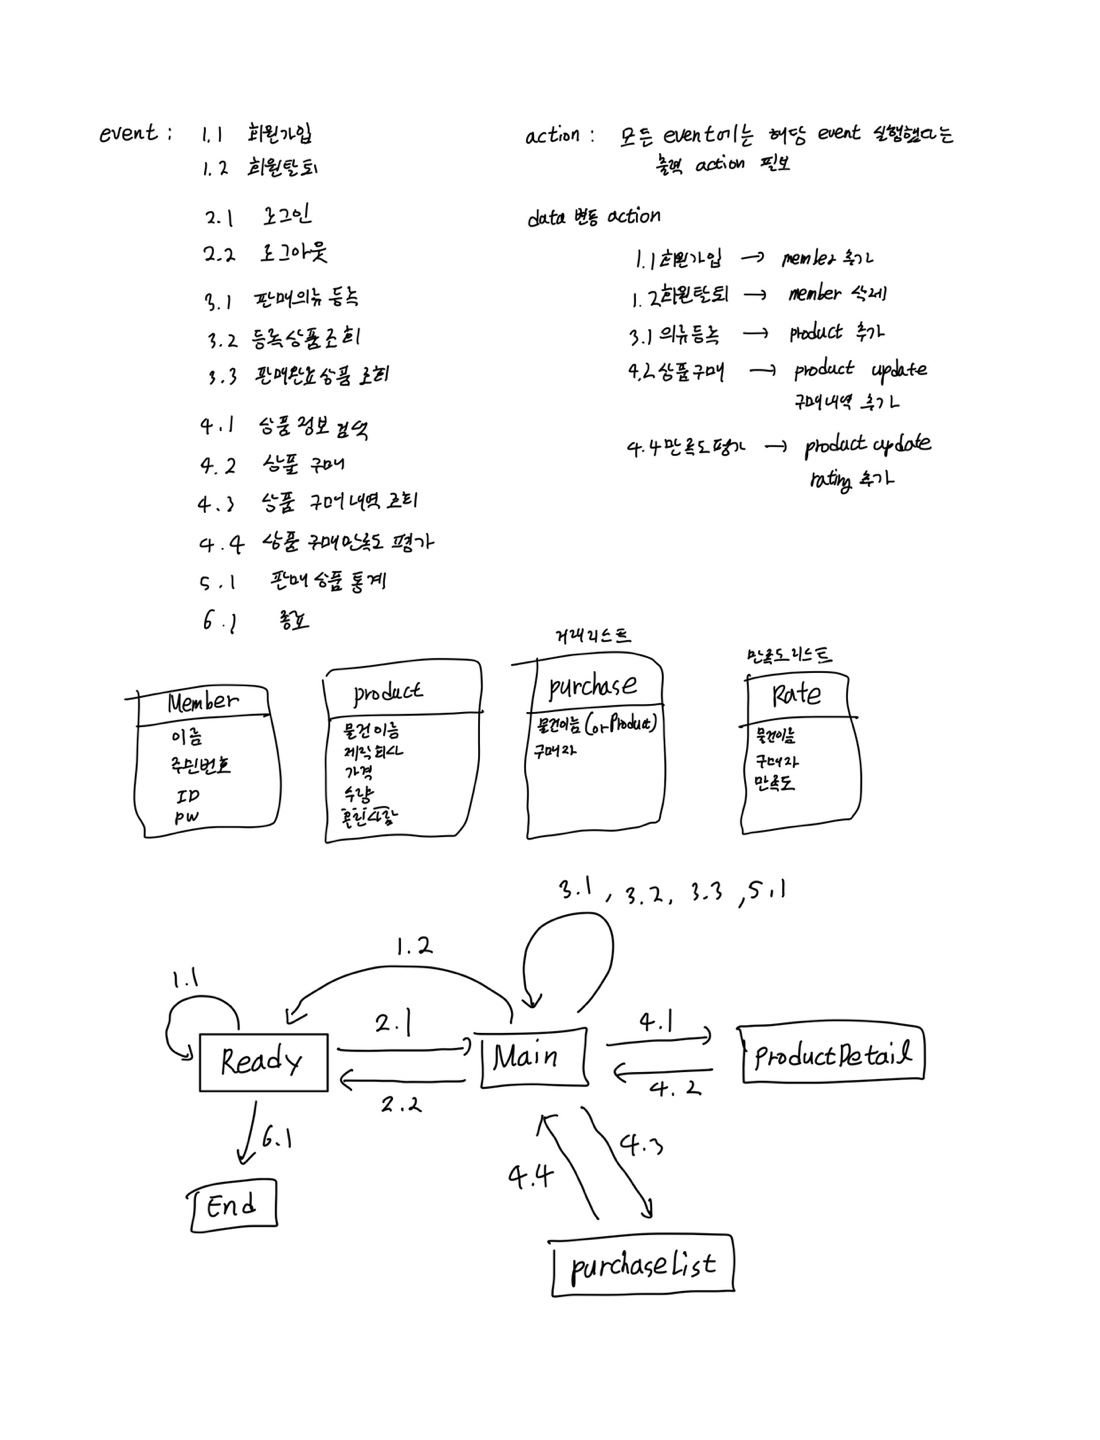 event : 1.1 회원가입
1.2 회원탈퇴
2.1 로그인
2.2 로그아웃
3.1 판매의류 등록
3.2 등록상품조회
3.3 판매완료상품 조회
4.1 상품 정보 검색
4.2 상품 구매
4.3 상품 구매내역 조회
4.4 상품 구매만족도 평가
5.1 판매 상품 통계
6.1 종료
action : 모든 event에는 해당 event 실행했다는
출력 action 필요
data 변동 action
1.1 회원가입 → member 추가
1.2 회원탈퇴 → member 삭제
3.1 의류등록 → product 추가
4.2 상품구매 → product update
구매내역 추가
4.4 만족도평가 → product update
rating 추가
Member
이름
주민번호
ID
PW
product
물건이름
제작회사
가격
수량
거래리스트
purchase
물건이름 (or Product)
구매자
만족도리스트
Rate
물건이름
구매자
만족도
3.1 , 3.2, 3.3 ,5.1
1.2
1.1
2.1
4.1
Ready
Main
ProductDetail
2.2
4.2
6.1
4.4
4.3
End
purchaseList